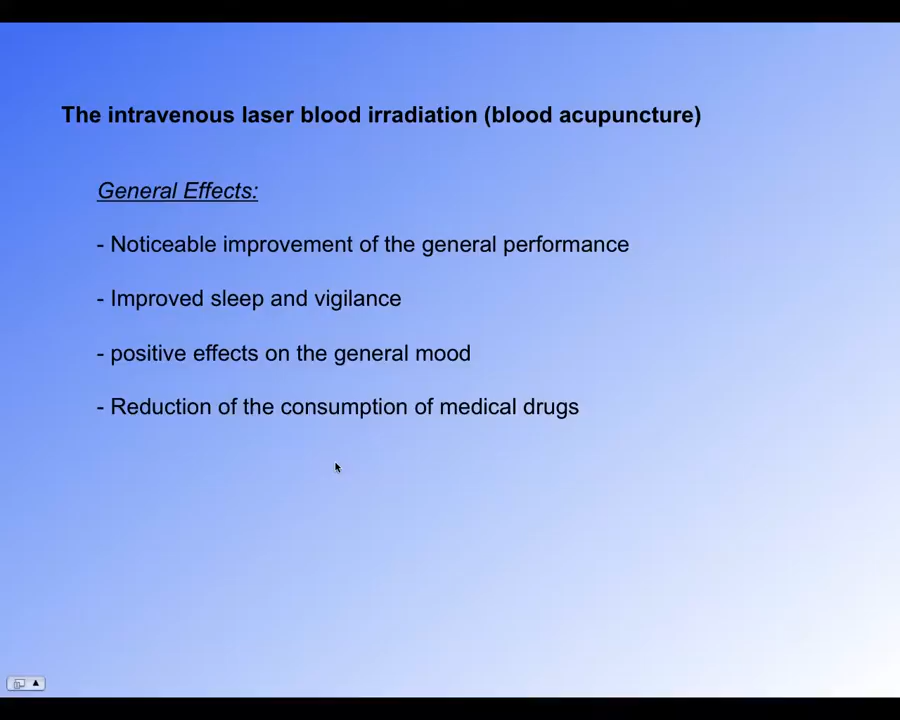 The intravenous laser blood irradiation (blood acupuncture)
General Effects:
- Noticeable improvement of the general performance
- Improved sleep and vigilance
- positive effects on the general mood
- Reduction of the consumption of medical drugs